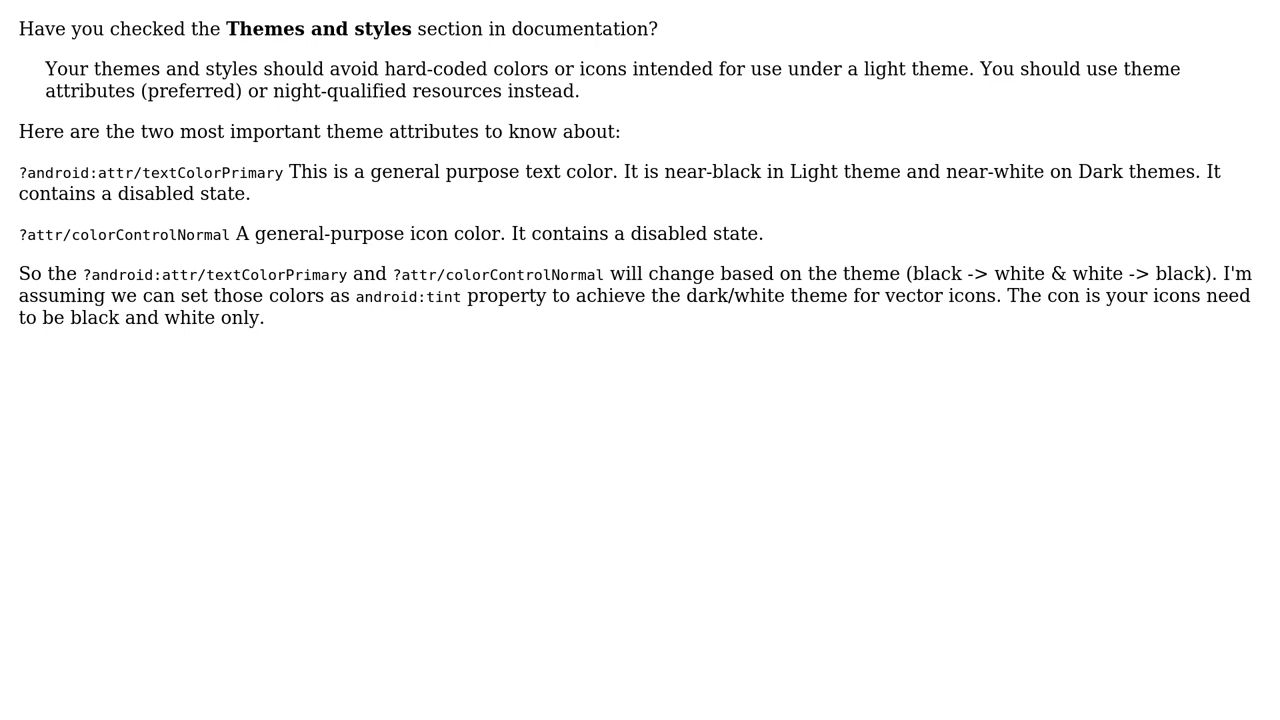 Have you checked the Themes and styles section in documentation?
Your themes and styles should avoid hard-coded colors or icons intended for use under a light theme. You should use theme
attributes (preferred) or night-qualified resources instead.
Here are the two most important theme attributes to know about:
?android:attr/textColorPrimary This is a general purpose text color. It is near-black in Light theme and near-white on Dark themes. It
contains a disabled state.
?attr/colorControlNormal A general-purpose icon color. It contains a disabled state.
So the ?android:attr/textColorPrimary and ?attr/colorControlNormal will change based on the theme (black -> white & white -> black). I'm
assuming we can set those colors as android:tint property to achieve the dark/white theme for vector icons. The con is your icons need
to be black and white only.